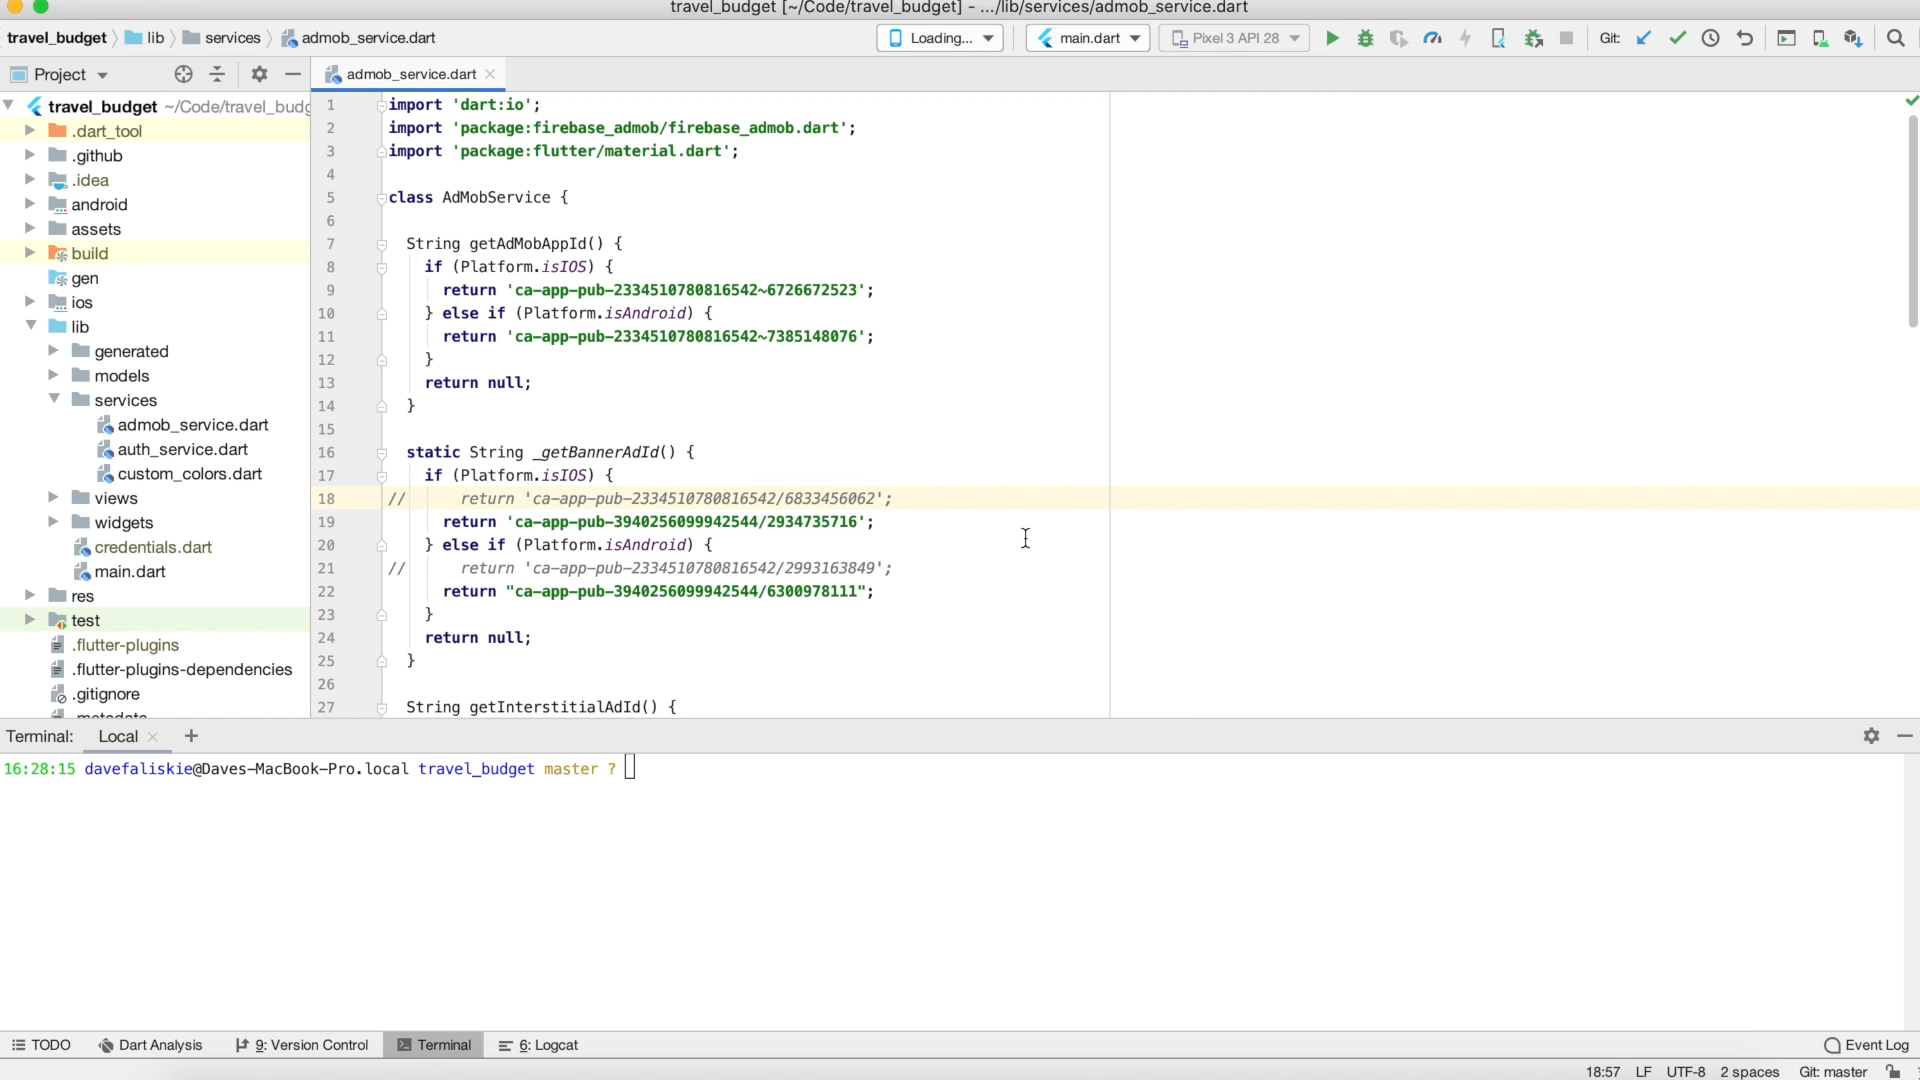 travel_budget [~/Code/travel_budget] - .../lib/services/admob_service.dart
travel_budget lib services admob_service.dart Loading... main.dart Pixel 3 API 28 Git:
Project admob_service.dart
travel_budget ~/Code/travel_budg
.dart_tool
.github
.idea
android
assets
build
gen
ios
lib
generated
models
services
admob_service.dart
auth_service.dart
custom_colors.dart
views
widgets
credentials.dart
main.dart
res
test
.flutter-plugins
.flutter-plugins-dependencies
.gitignore
.metadata
1 import 'dart:io';
2 import 'package:firebase_admob/firebase_admob.dart';
3 import 'package:flutter/material.dart';
4
5 class AdMobService {
6
7 String getAdMobAppId() {
8 if (Platform.isIOS) {
9 return 'ca-app-pub-2334510780816542~6726672523';
10 } else if (Platform.isAndroid) {
11 return 'ca-app-pub-2334510780816542~7385148076';
12 }
13 return null;
14 }
15
16 static String _getBannerAdId() {
17 if (Platform.isIOS) {
18 // return 'ca-app-pub-2334510780816542/6833456062';
19 return 'ca-app-pub-3940256099942544/2934735716';
20 } else if (Platform.isAndroid) {
21 // return 'ca-app-pub-2334510780816542/2993163849';
22 return "ca-app-pub-3940256099942544/6300978111";
23 }
24 return null;
25 }
26
27 String getInterstitialAdId() {
Terminal: Local +
16:28:15 davefaliskie@Daves-MacBook-Pro.local travel_budget master ?
TODO Dart Analysis 9: Version Control Terminal 6: Logcat Event Log
18:57 LF UTF-8 2 spaces Git: master